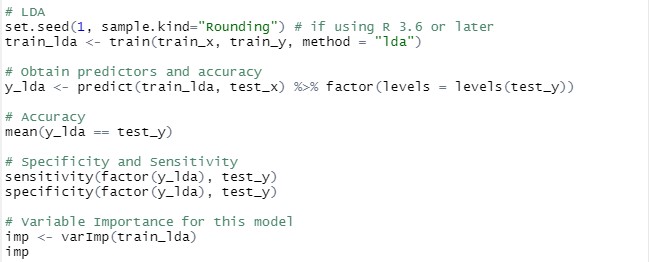 # LDA
set.seed(1, sample.kind="Rounding") # if using R 3.6 or later
train_lda <- train(train_x, train_y, method = "lda")
# Obtain predictors and accuracy
y_lda <- predict(train_lda, test_x) %>% factor(levels = levels(test_y))
# Accuracy
mean(y_lda == test_y)
# Specificity and Sensitivity
sensitivity(factor(y_lda), test_y)
specificity(factor(y_lda), test_y)
# Variable Importance for this model
imp <- varImp(train_lda)
imp